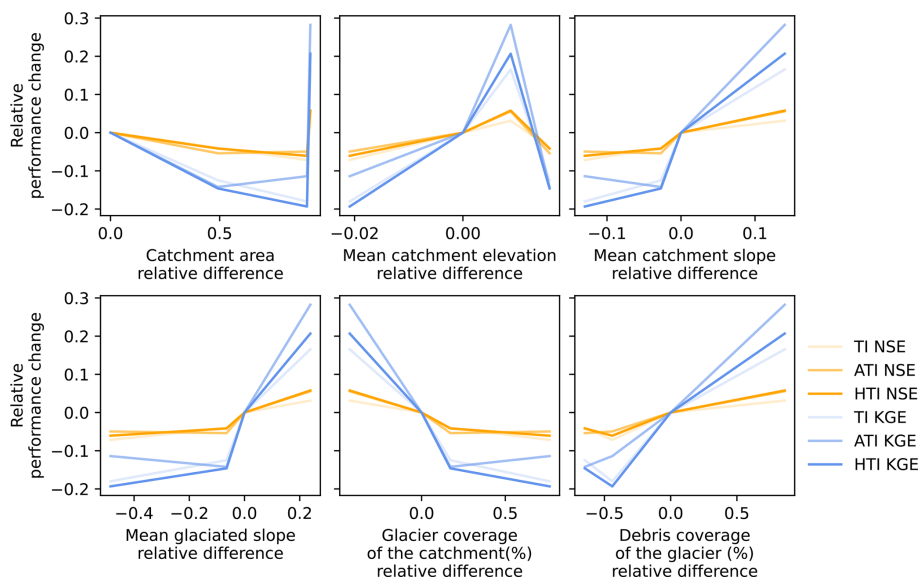 Relative
performance change
0.3
0.2
0.1
0.0
−0.1
−0.2
0.0
0.5
Catchment area
relative difference
−0.02
0.00
Mean catchment elevation
relative difference
−0.1
0.0
0.1
Mean catchment slope
relative difference
Relative
performance change
0.3
0.2
0.1
0.0
−0.1
−0.2
−0.4
−0.2
0.0
0.2
Mean glaciated slope
relative difference
0.0
0.5
Glacier coverage
of the catchment(%)
relative difference
−0.5
0.0
0.5
Debris coverage
of the glacier (%)
relative difference
TI NSE
ATI NSE
HTI NSE
TI KGE
ATI KGE
HTI KGE